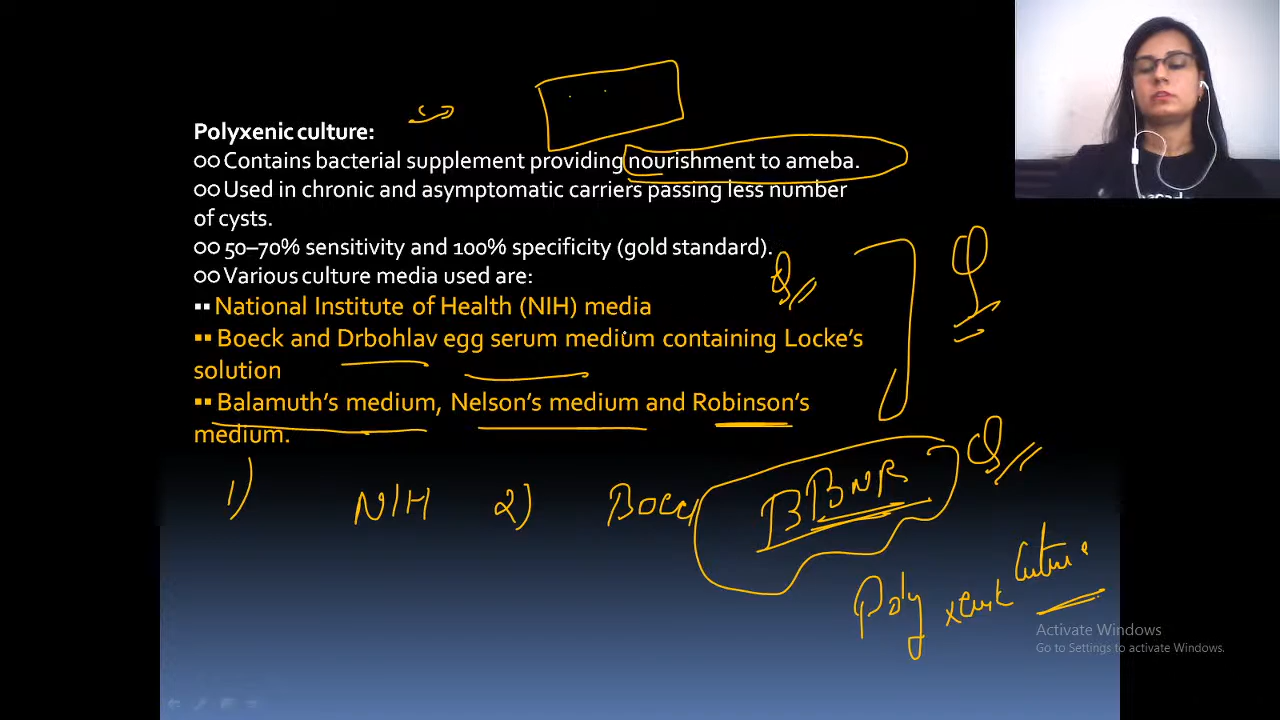 Polyxenic culture:
○○ Contains bacterial supplement providing nourishment to ameba.
○○ Used in chronic and asymptomatic carriers passing less number
of cysts.
○○ 50–70% sensitivity and 100% specificity (gold standard).
○○ Various culture media used are:
▪▪ National Institute of Health (NIH) media
▪▪ Boeck and Drbohlav egg serum medium containing Locke's
solution
▪▪ Balamuth's medium, Nelson's medium and Robinson's
medium.
1) NIH 2) Boeck BBNR
Poly xenic Culture
Activate Windows
Go to Settings to activate Windows.